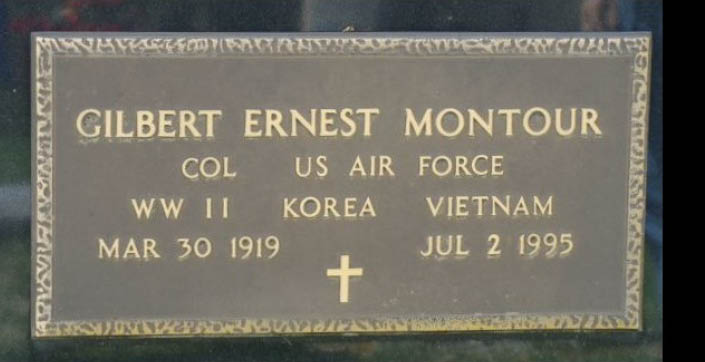 GILBERT ERNEST MONTOUR
COL US AIR FORCE
WW II KOREA VIETNAM
MAR 30 1919 JUL 2 1995